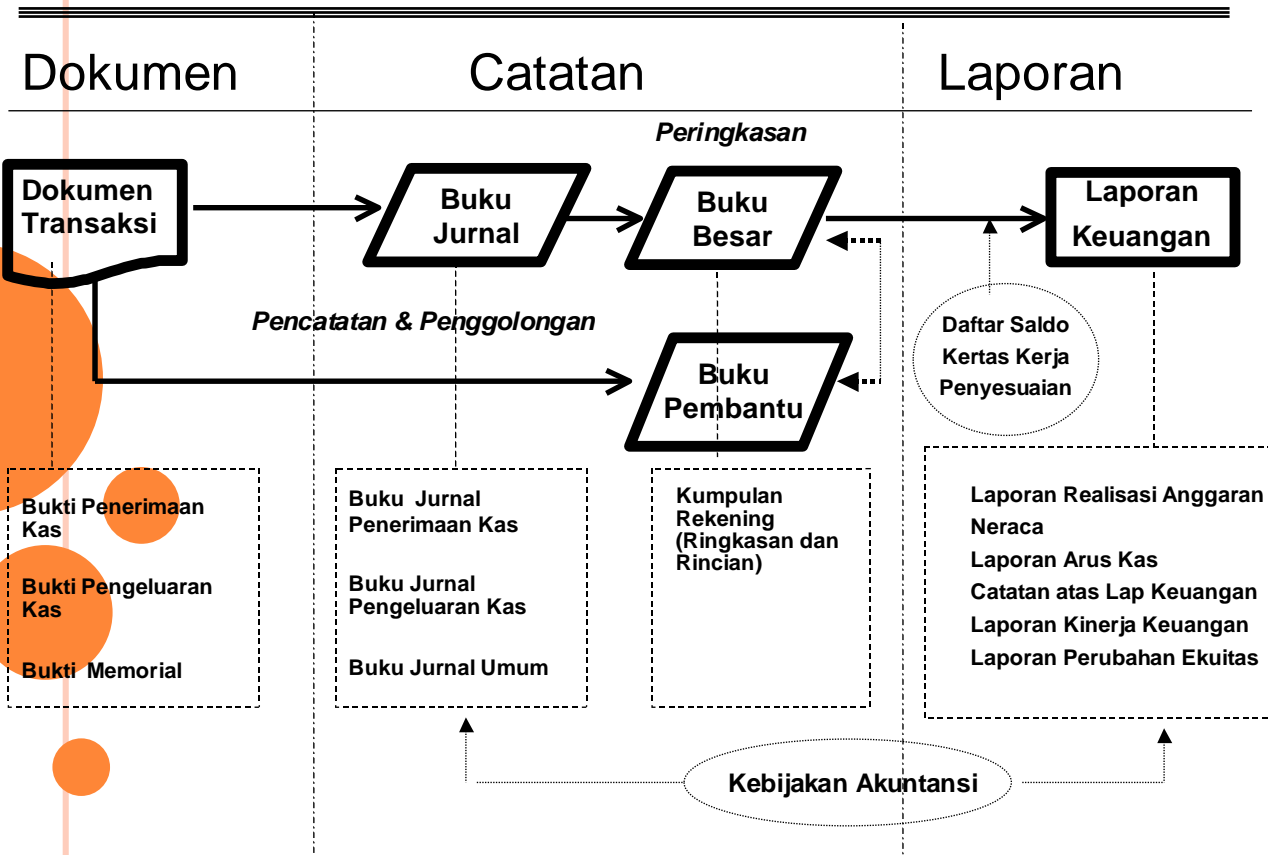 Dokumen
Catatan
Laporan
Peringkasan
Dokumen
Transaksi
Buku
Jurnal
Buku
Besar
Laporan
Keuangan
Pencatatan & Penggolongan
Buku
Pembantu
Daftar Saldo
Kertas Kerja
Penyesuaian
Bukti Penerimaan
Kas
Bukti Pengeluaran
Kas
Bukti Memorial
Buku Jurnal
Penerimaan Kas
Buku Jurnal
Pengeluaran Kas
Buku Jurnal Umum
Kumpulan
Rekening
(Ringkasan dan
Rincian)
Laporan Realisasi Anggaran
Neraca
Laporan Arus Kas
Catatan atas Lap Keuangan
Laporan Kinerja Keuangan
Laporan Perubahan Ekuitas
Kebijakan Akuntansi